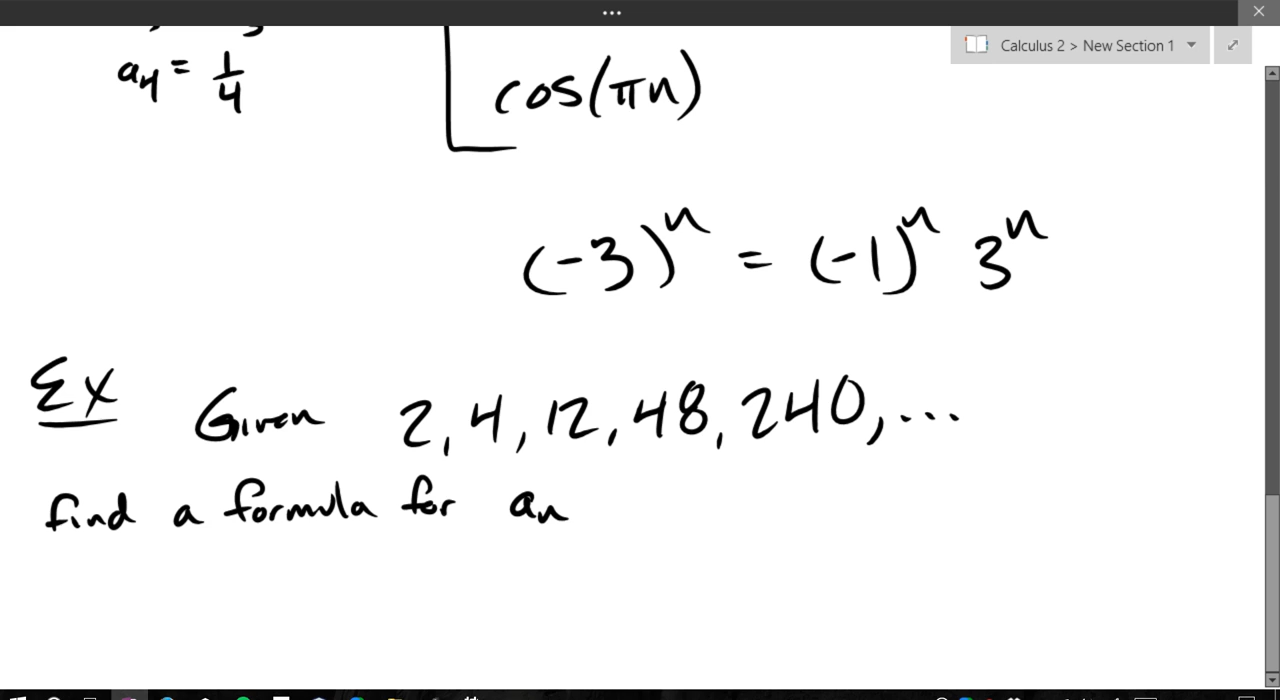 Calculus 2 > New Section 1
a₄ = 1/4
cos(πn)
(-3)ⁿ = (-1)ⁿ 3ⁿ
Ex Given 2, 4, 12, 48, 240, ...
find a formula for aₙ